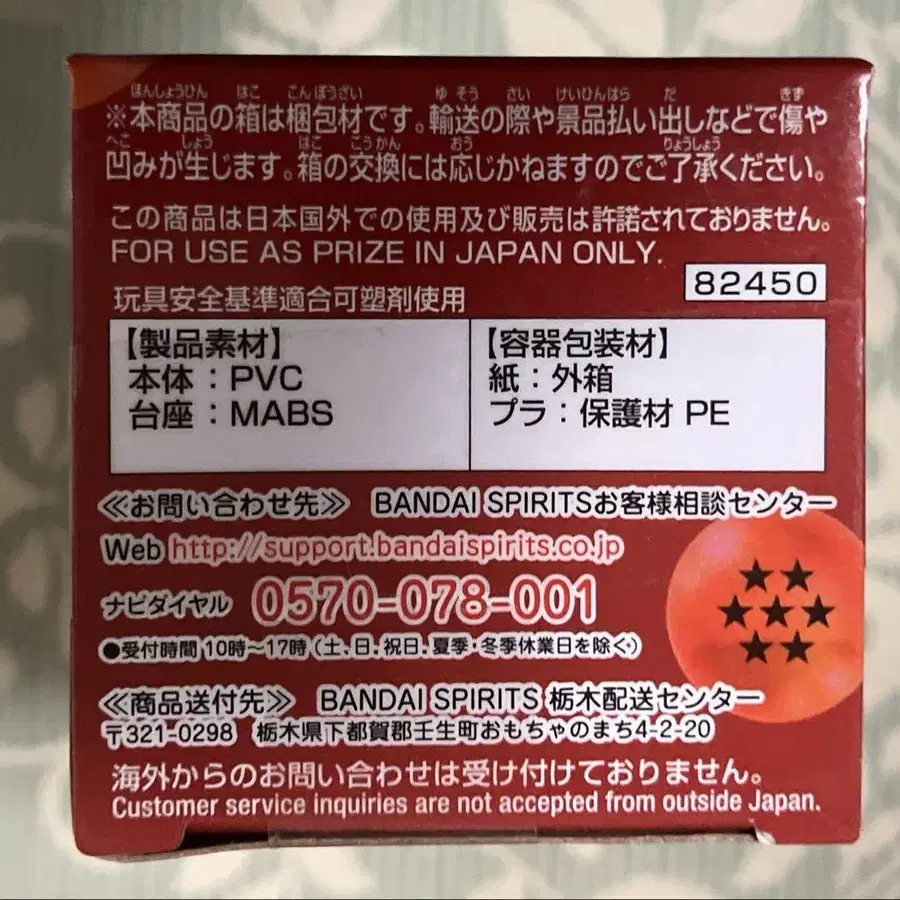 ※本商品の箱は梱包材です。輸送の際や景品払い出しなどで傷や
凹みが生じます。箱の交換には応じかねますのでご了承ください。
この商品は日本国外での使用及び販売は許諾されておりません。
FOR USE AS PRIZE IN JAPAN ONLY.
82450
玩具安全基準適合可塑剤使用
【製品素材】
本体：PVC
台座：MABS
【容器包装材】
紙：外箱
プラ：保護材 PE
≪お問い合わせ先≫ BANDAI SPIRITSお客様相談センター
Web http://support.bandaispirits.co.jp
ナビダイヤル 0570-078-001
●受付時間 10時〜17時（土、日、祝日、夏季・冬季休業日を除く）
≪商品送付先≫ BANDAI SPIRITS 栃木配送センター
〒321-0298 栃木県下都賀郡壬生町おもちゃのまち4-2-20
海外からのお問い合わせは受け付けておりません。
Customer service inquiries are not accepted from outside Japan.